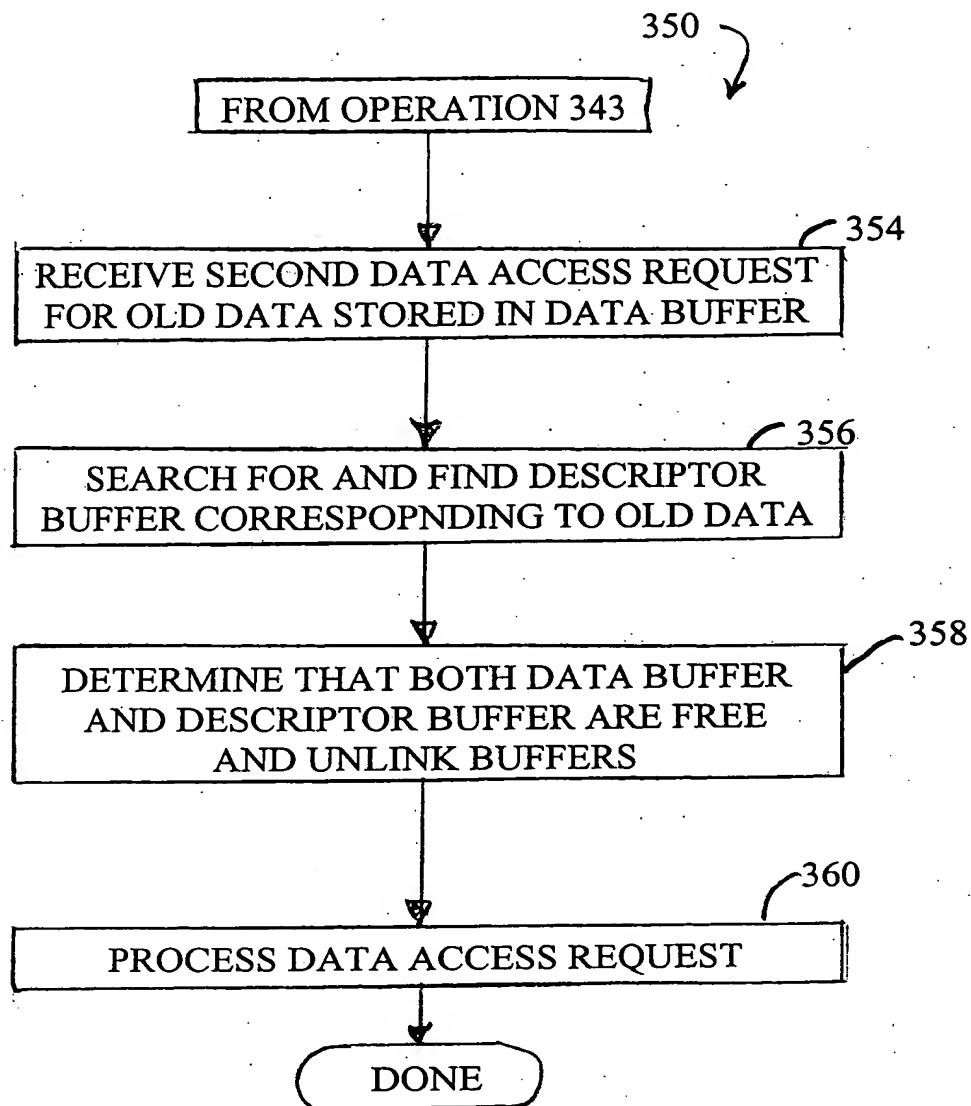 350
FROM OPERATION 343
354
RECEIVE SECOND DATA ACCESS REQUEST
FOR OLD DATA STORED IN DATA BUFFER
356
SEARCH FOR AND FIND DESCRIPTOR
BUFFER CORRESPOPNDING TO OLD DATA
358
DETERMINE THAT BOTH DATA BUFFER
AND DESCRIPTOR BUFFER ARE FREE
AND UNLINK BUFFERS
360
PROCESS DATA ACCESS REQUEST
DONE